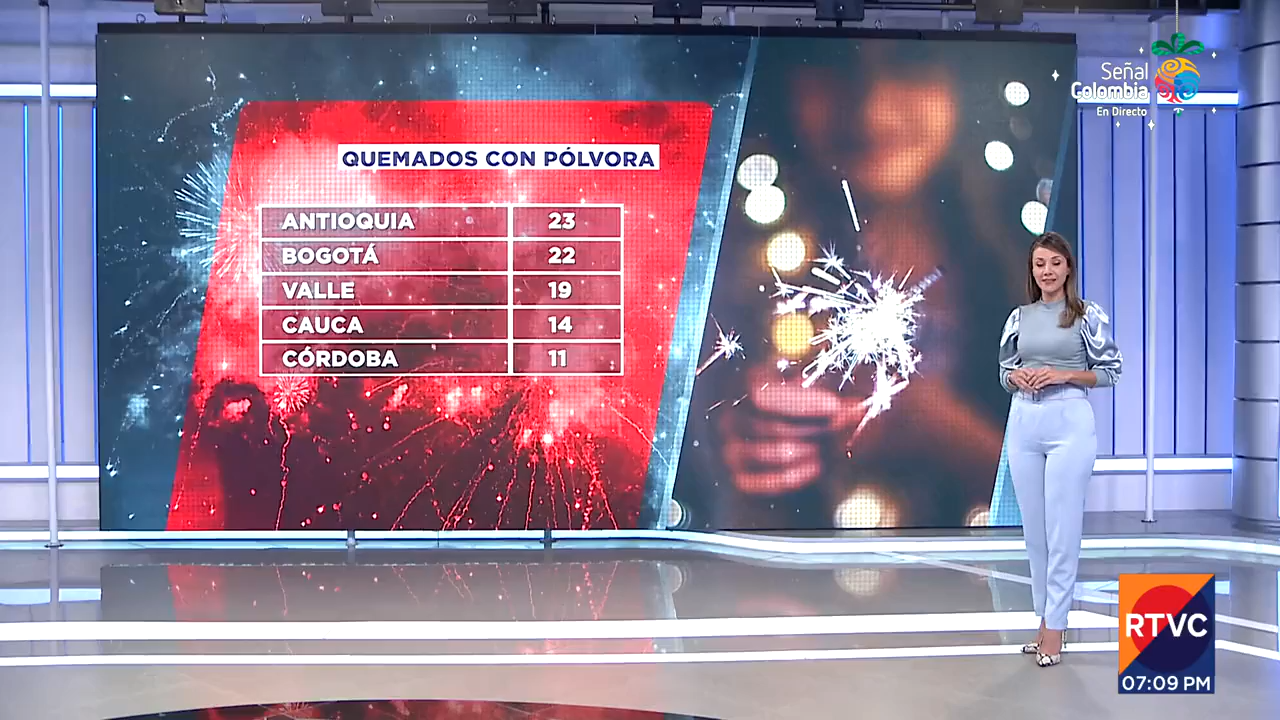 Señal
Colombia
En Directo
QUEMADOS CON PÓLVORA
ANTIOQUIA 23
BOGOTÁ 22
VALLE 19
CAUCA 14
CÓRDOBA 11
RTVC
07:09 PM